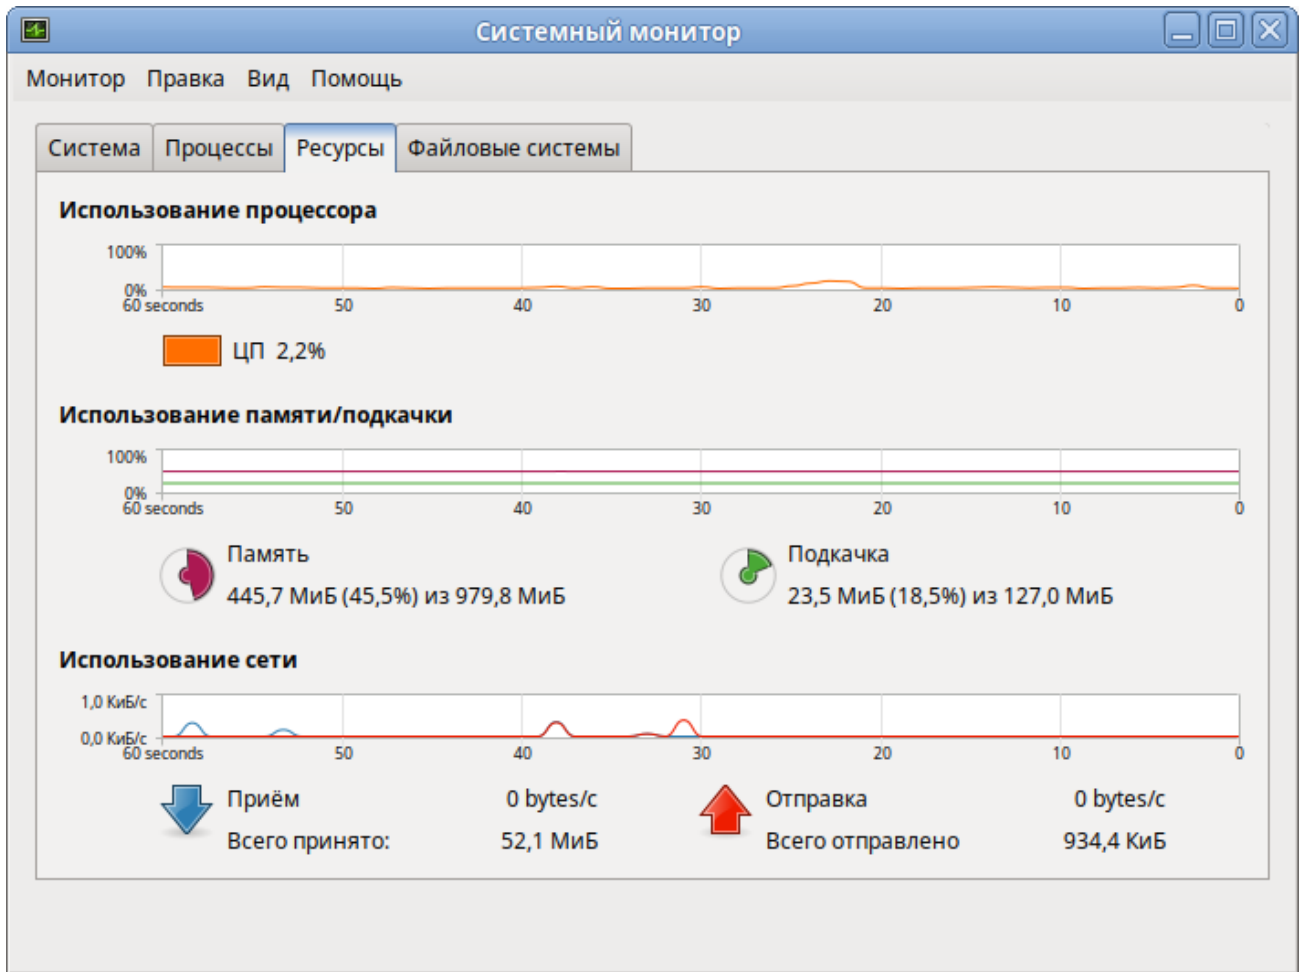 Системный монитор
Монитор Правка Вид Помощь
Система Процессы Ресурсы Файловые системы
Использование процессора
100%
0%
60 seconds 50 40 30 20 10 0
ЦП 2,2%
Использование памяти/подкачки
100%
0%
60 seconds 50 40 30 20 10 0
Память Подкачка
445,7 МиБ (45,5%) из 979,8 МиБ 23,5 МиБ (18,5%) из 127,0 МиБ
Использование сети
1,0 КиБ/с
0,0 КиБ/с
60 seconds 50 40 30 20 10 0
Приём 0 bytes/с Отправка 0 bytes/с
Всего принято: 52,1 МиБ Всего отправлено 934,4 КиБ